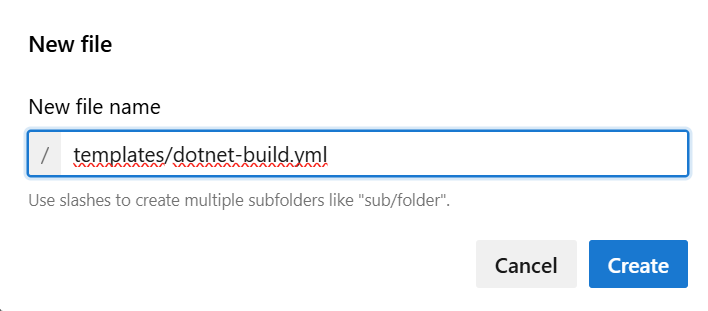 New file
New file name
/ templates/dotnet-build.yml
Use slashes to create multiple subfolders like "sub/folder".
Cancel Create